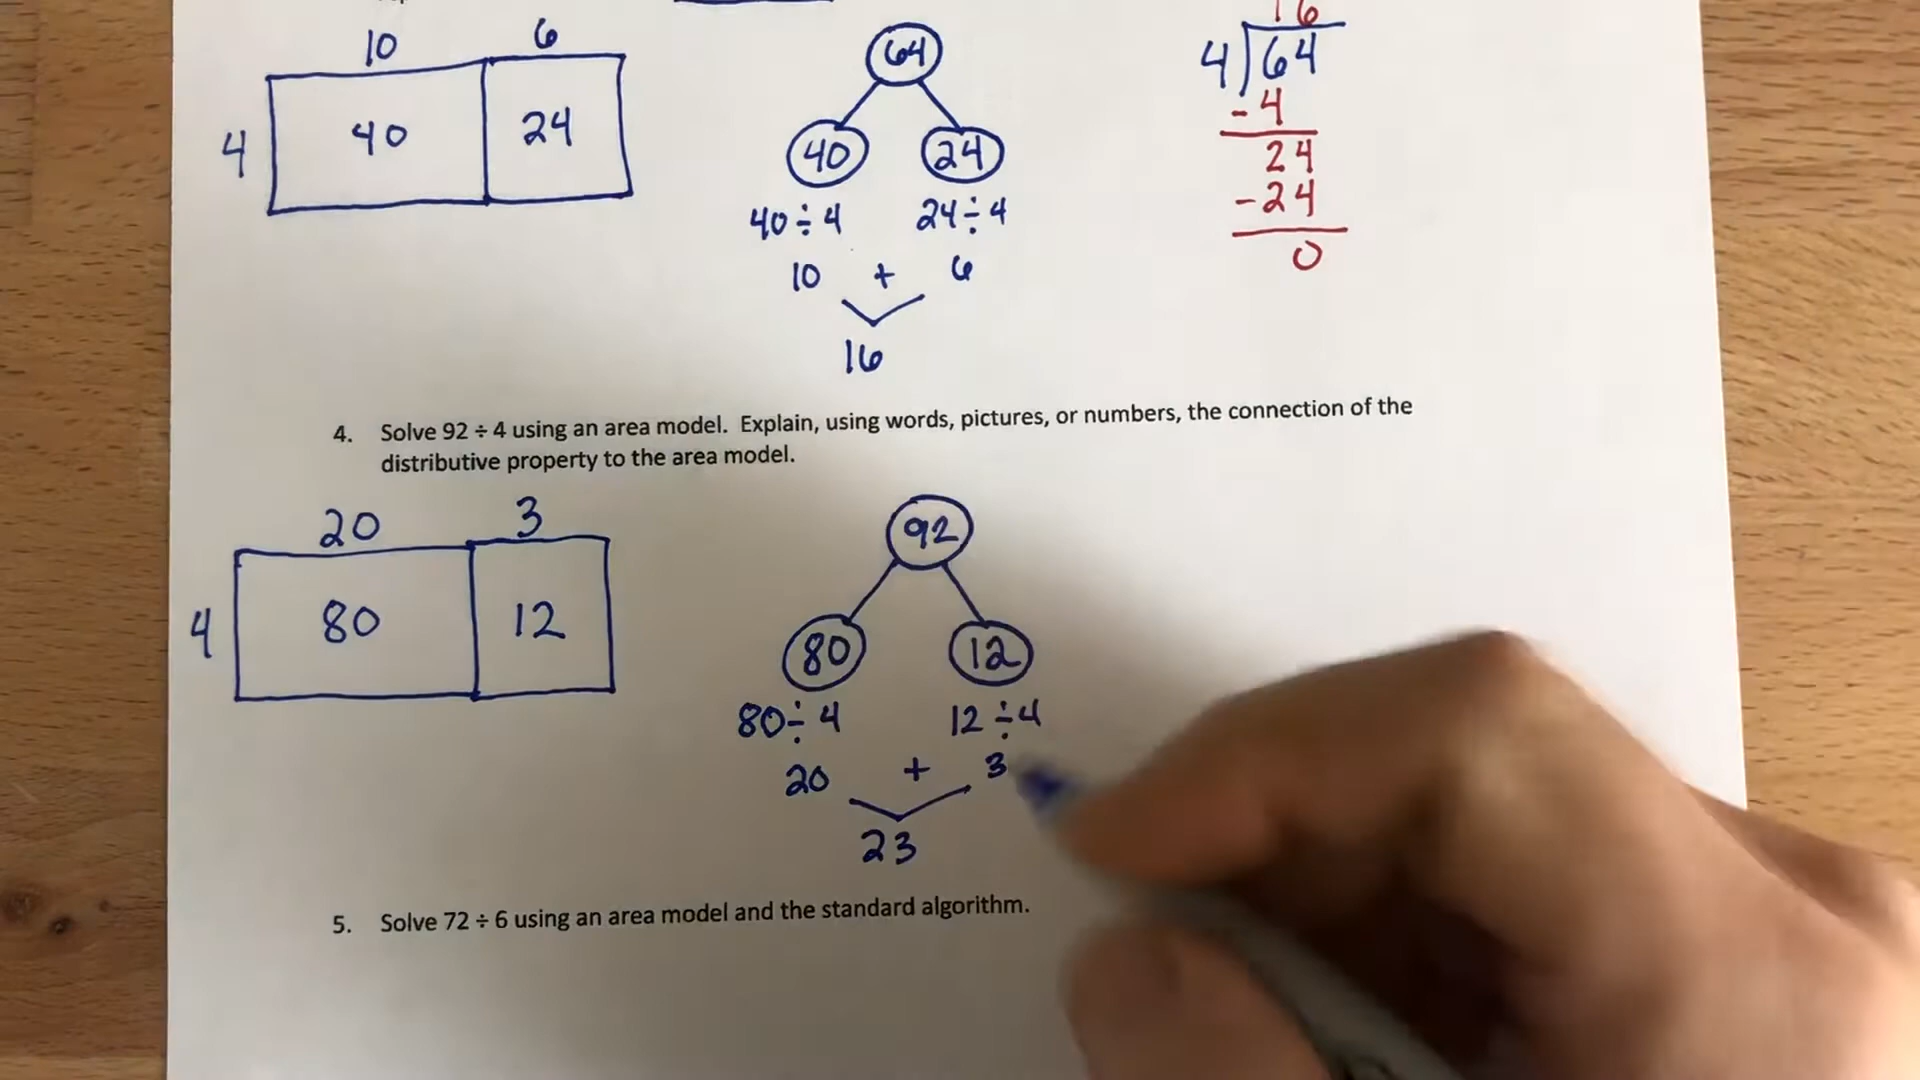 10 6
4 40 24
64
40 24
40÷4 24÷4
10 + 6
16
16
4 64
-4
24
-24
0
4. Solve 92 ÷ 4 using an area model. Explain, using words, pictures, or numbers, the connection of the
distributive property to the area model.
20 3
4 80 12
92
80 12
80÷4 12÷4
20 + 3
23
5. Solve 72 ÷ 6 using an area model and the standard algorithm.